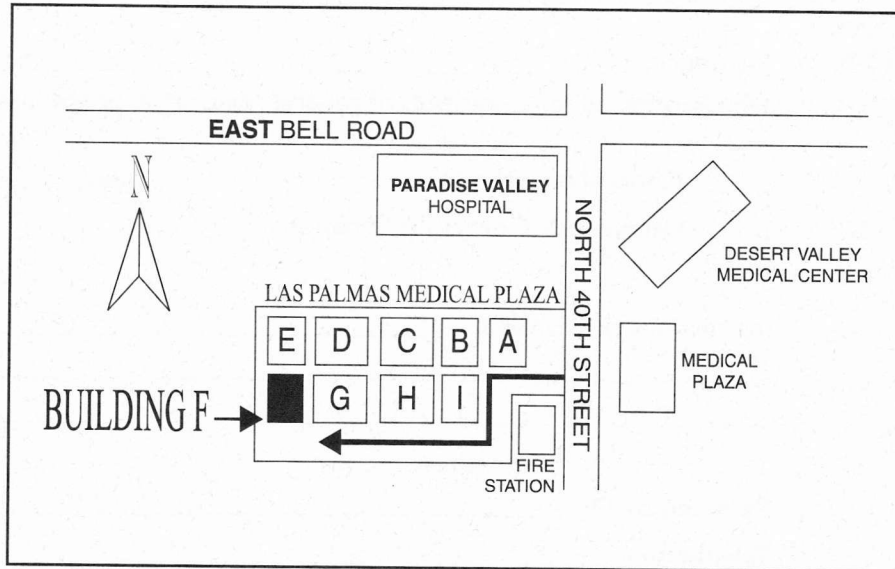 EAST BELL ROAD
N
PARADISE VALLEY
HOSPITAL
NORTH 40TH STREET
DESERT VALLEY
MEDICAL CENTER
LAS PALMAS MEDICAL PLAZA
E D C B A
MEDICAL
PLAZA
BUILDING F
G H I
FIRE
STATION